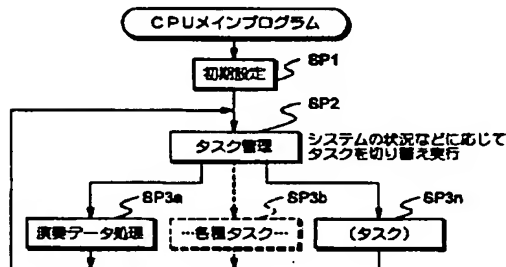 CPUメインプログラム
SP1
初期設定
SP2
タスク管理
システムの状況などに応じて
タスクを切り替え実行
SP3a
SP3b
SP3n
演費データ処理
…各種タスク…
(タスク)